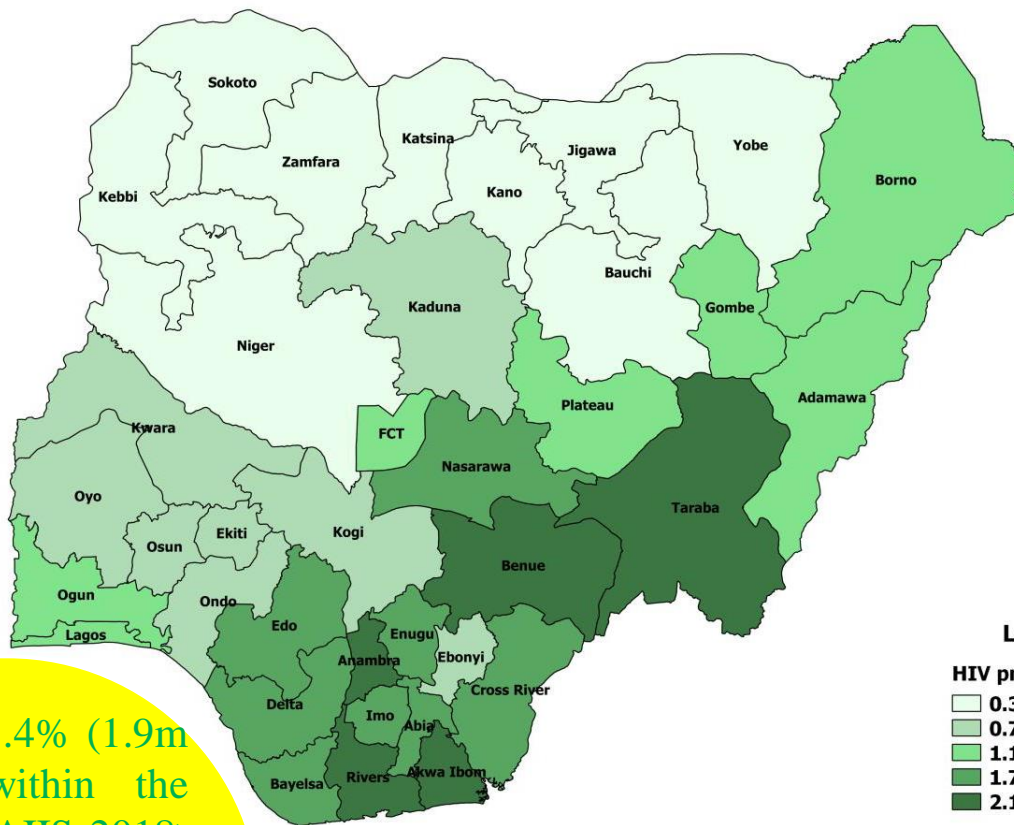 Sokoto
Katsina
Yobe
Jigawa
Zamfara
Borno
Kano
Kebbi
Bauchi
Kaduna
Gombe
Niger
Adamawa
Plateau
FCT
Kwara
Nasarawa
Oyo
Taraba
Kogi
Ekiti
Osun
Benue
Ogun
Ondo
Edo
Lagos
Enugu
Anambra
Ebonyi
Cross River
Delta
Imo
Abia
Bayelsa
Rivers
Akwa Ibom
L
HIV pr
0.3
0.7
1.1
1.7
2.1
.4% (1.9m
within the